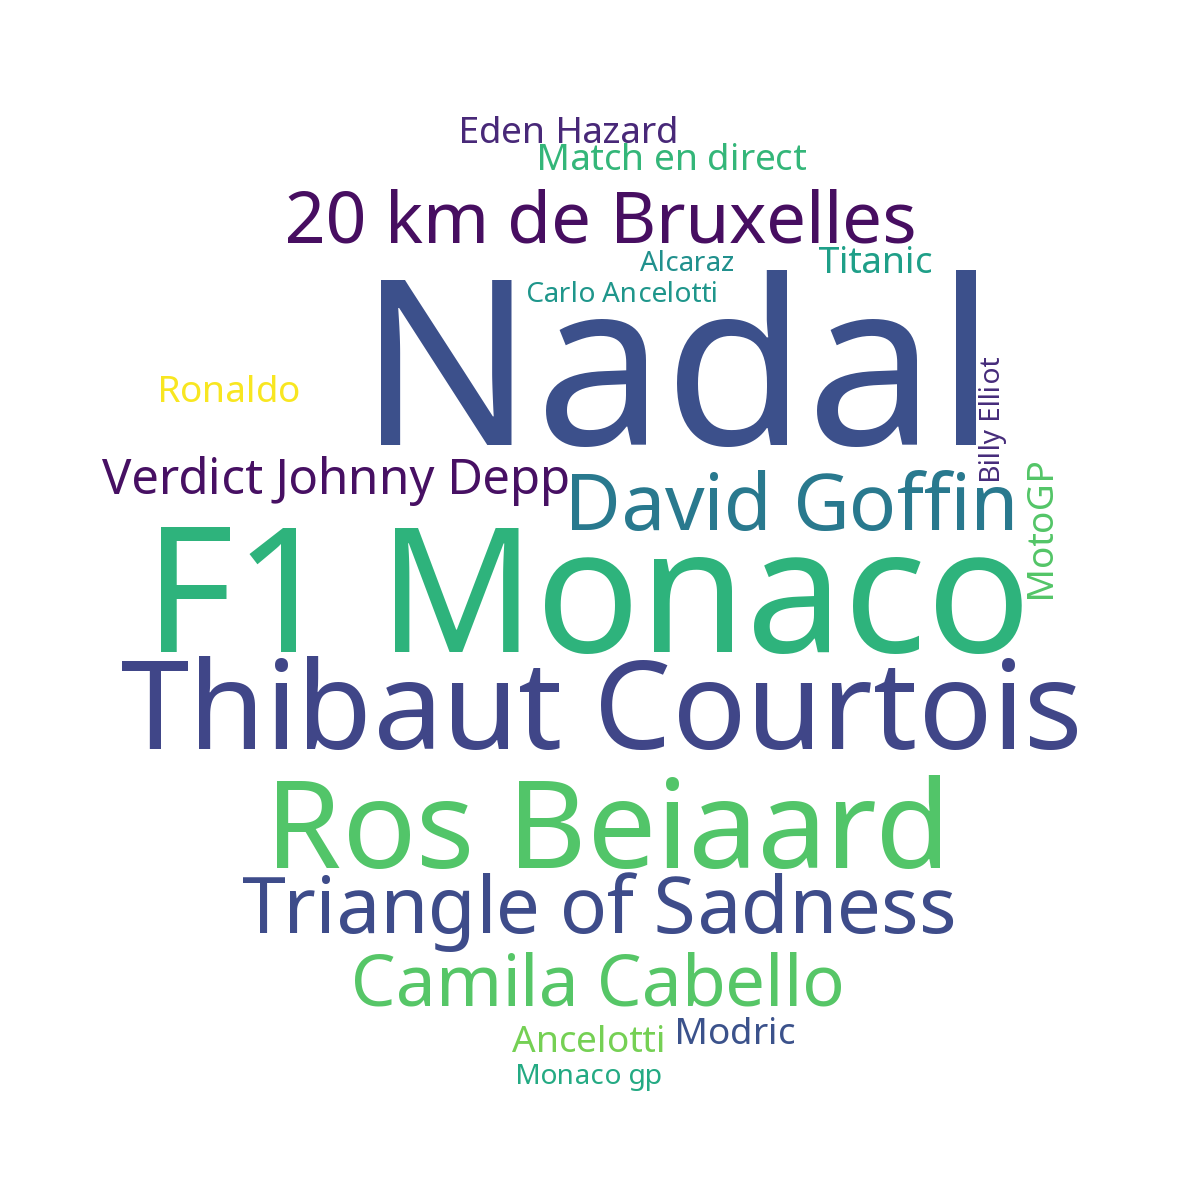 Eden Hazard
Match en direct
20 km de Bruxelles
Alcaraz
Titanic
Carlo Ancelotti
Nadal
Billy Elliot
Ronaldo
Verdict Johnny Depp
David Goffin
MotoGP
F1 Monaco
Thibaut Courtois
Ros Beiaard
Triangle of Sadness
Camila Cabello
Ancelotti
Modric
Monaco gp